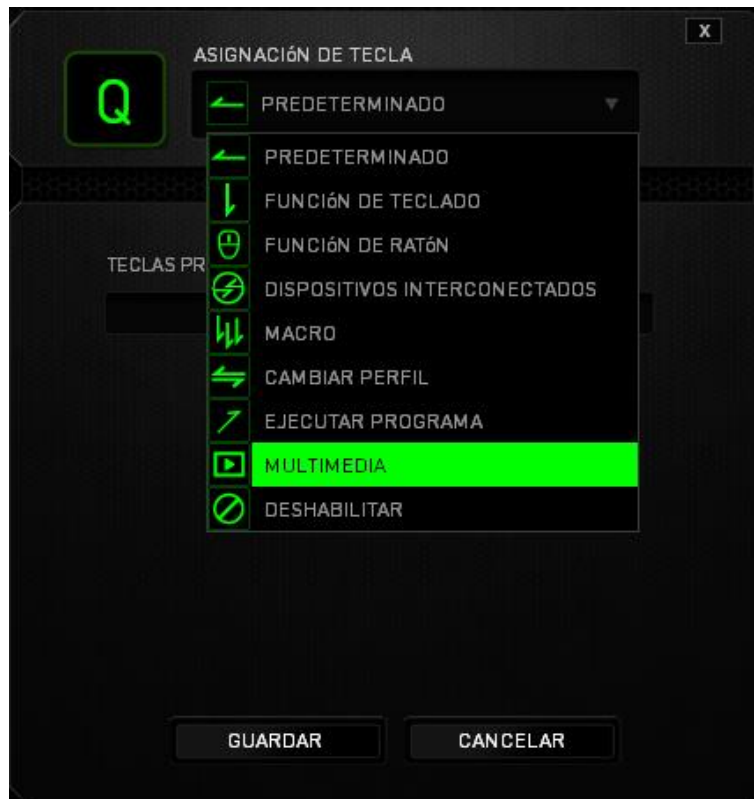 X
ASIGNACIóN DE TECLA
Q
PREDETERMINADO
PREDETERMINADO
FUNCIóN DE TECLADO
FUNCIóN DE RATóN
TECLAS PR
DISPOSITIVOS INTERCONECTADOS
MACRO
CAMBIAR PERFIL
EJECUTAR PROGRAMA
MULTIMEDIA
DESHABILITAR
GUARDAR
CANCELAR